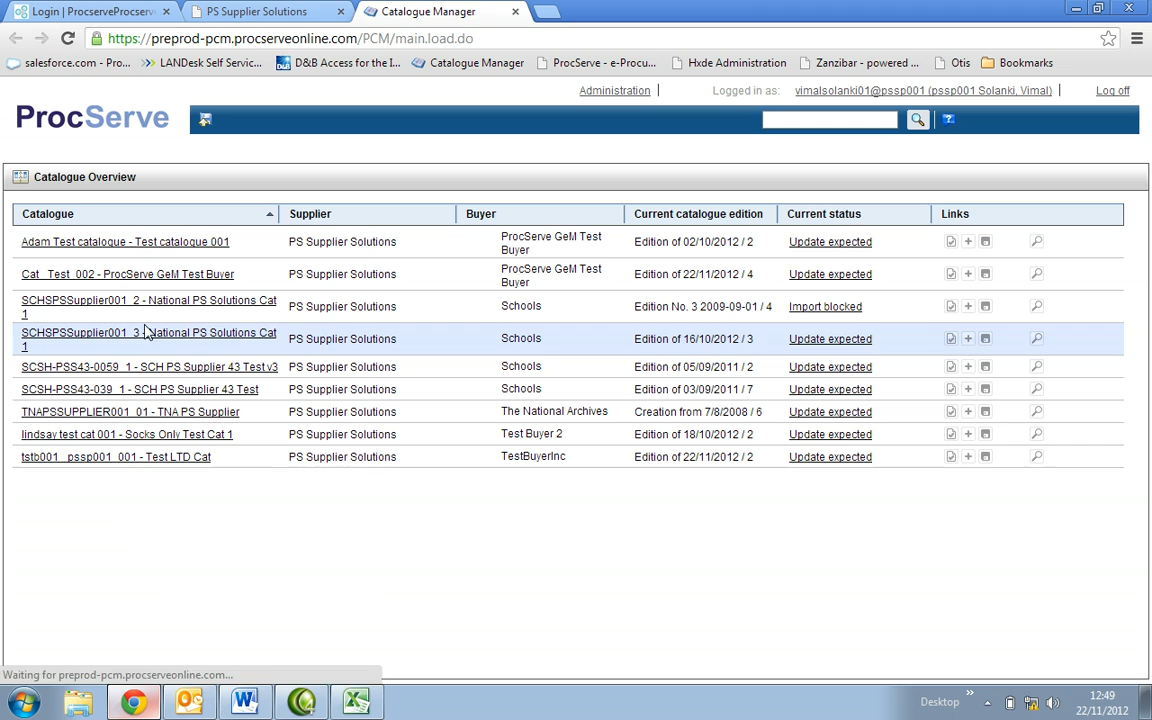 Login | ProcserveProcserv
PS Supplier Solutions
Catalogue Manager
https://preprod-pcm.procserveonline.com/PCM/main.load.do
salesforce.com - Pro...
LANDesk Self Servic...
D&B Access for the I...
Catalogue Manager
ProcServe - e-Procu...
Hxde Administration
Zanzibar - powered ...
Otis
Bookmarks
Administration
Logged in as: vimalsolanki01@pssp001 (pssp001 Solanki, Vimal)
Log off
ProcServe
Catalogue Overview
Catalogue Supplier Buyer Current catalogue edition Current status Links
Adam Test catalogue - Test catalogue 001 PS Supplier Solutions ProcServe GeM Test Edition of 02/10/2012 / 2 Update expected
Buyer
Cat_Test_002 - ProcServe GeM Test Buyer PS Supplier Solutions ProcServe GeM Test Edition of 22/11/2012 / 4 Update expected
Buyer
SCHSPSSupplier001_2 - National PS Solutions Cat PS Supplier Solutions Schools Edition No. 3 2009-09-01 / 4 Import blocked
1
SCHSPSSupplier001_3 - National PS Solutions Cat PS Supplier Solutions Schools Edition of 16/10/2012 / 3 Update expected
1
SCSH-PSS43-0059_1 - SCH PS Supplier 43 Test v3 PS Supplier Solutions Schools Edition of 05/09/2011 / 2 Update expected
SCSH-PSS43-039_1 - SCH PS Supplier 43 Test PS Supplier Solutions Schools Edition of 03/09/2011 / 7 Update expected
TNAPSSUPPLIER001_01 - TNA PS Supplier PS Supplier Solutions The National Archives Creation from 7/8/2008 / 6 Update expected
lindsay test cat 001 - Socks Only Test Cat 1 PS Supplier Solutions Test Buyer 2 Edition of 18/10/2012 / 2 Update expected
tstb001_pssp001_001 - Test LTD Cat PS Supplier Solutions TestBuyerInc Edition of 22/11/2012 / 2 Update expected
Waiting for preprod-pcm.procserveonline.com...
Desktop
12:49
22/11/2012